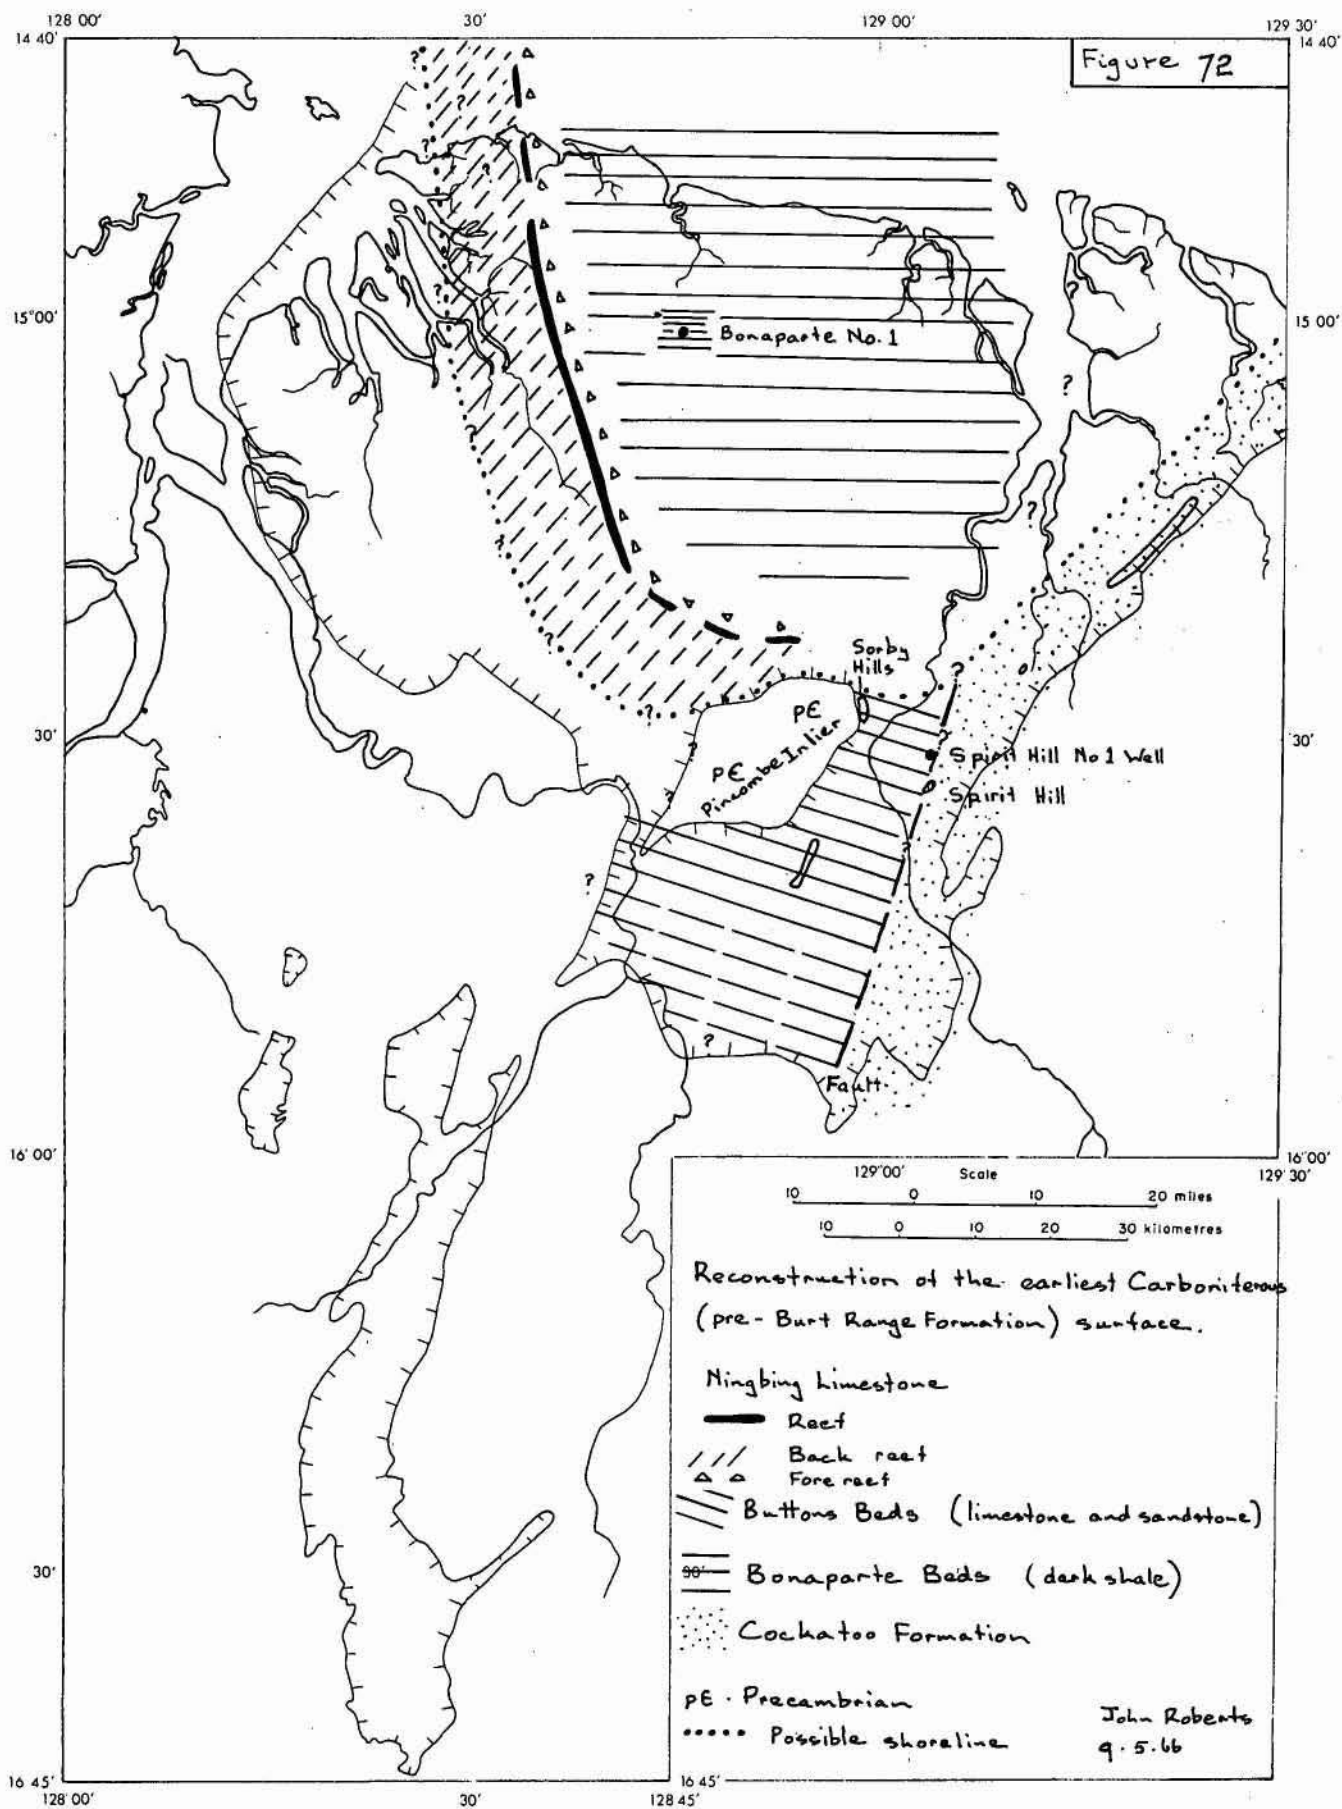 128 00′ 30′ 129 00′ 129 30′
14 40′ 14 40′
Figure 72
? ? ? ? ?
15°00′ 15 00′
Bonaparte No. 1
? ? ?
?
?
?
Sorby
Hills
?
?
pЄ
30′ 30′
pЄ
Pincombe Inlier
?
Spirit Hill No 1 Well
Spirit Hill
?
?
?
?
?
Fault
16′ 00′ 16°00′
129°00′ 129′ 30′
Scale
10 0 10 20 miles
10 0 10 20 30 kilometres
Reconstruction of the earliest Carboniferous
(pre-Burt Range Formation) surface.
Ningbing Limestone
Reef
Back reef
Fore reef
Buttons Beds (limestone and sandstone)
30′ 30′
Bonaparte Beds (dark shale)
Cockatoo Formation
pЄ · Precambrian
Possible shoreline
John Roberts
9.5.66
16 45′ 16 45′
128 00′ 30′ 128 45′